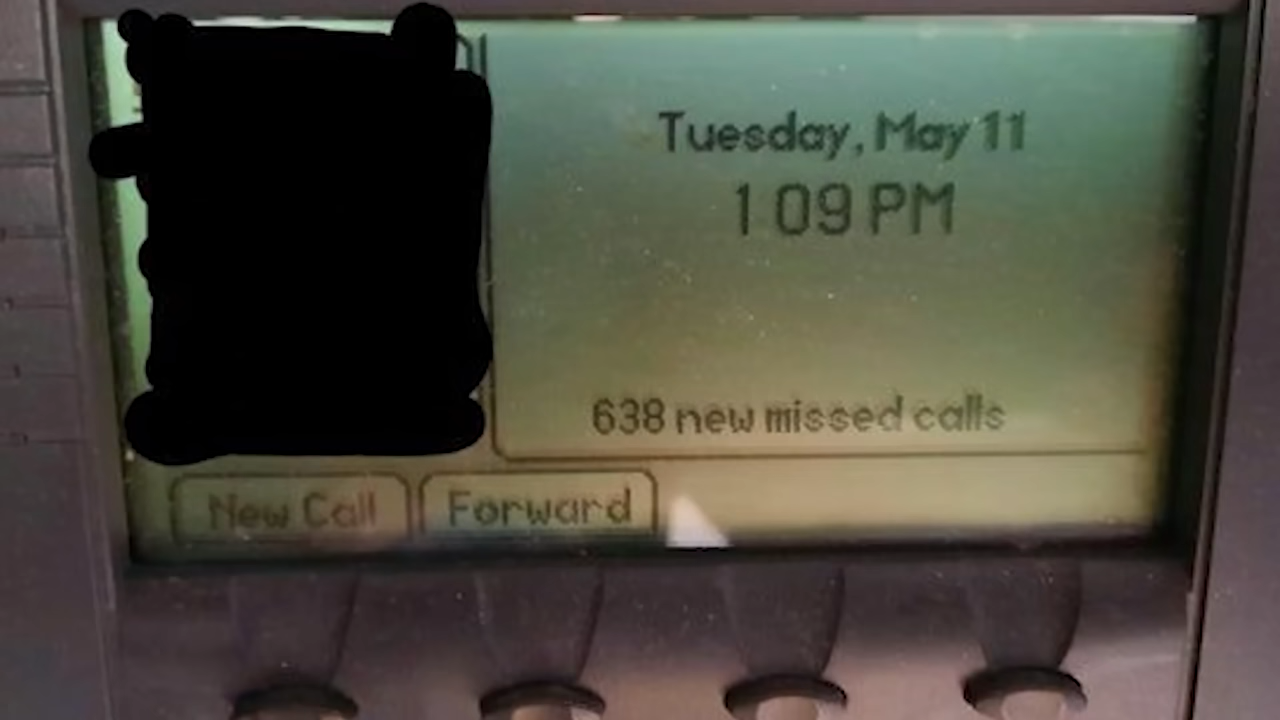 Tuesday, May 11
1 09 PM
638 new missed calls
New Call
Forward